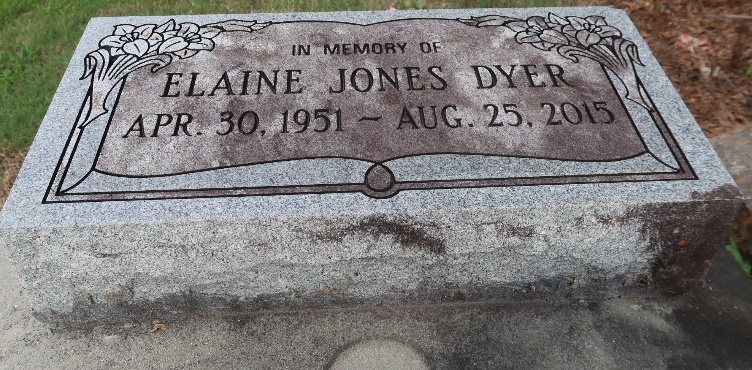 IN MEMORY OF
ELAINE JONES DYER
APR. 30, 1951 ~ AUG. 25, 2015